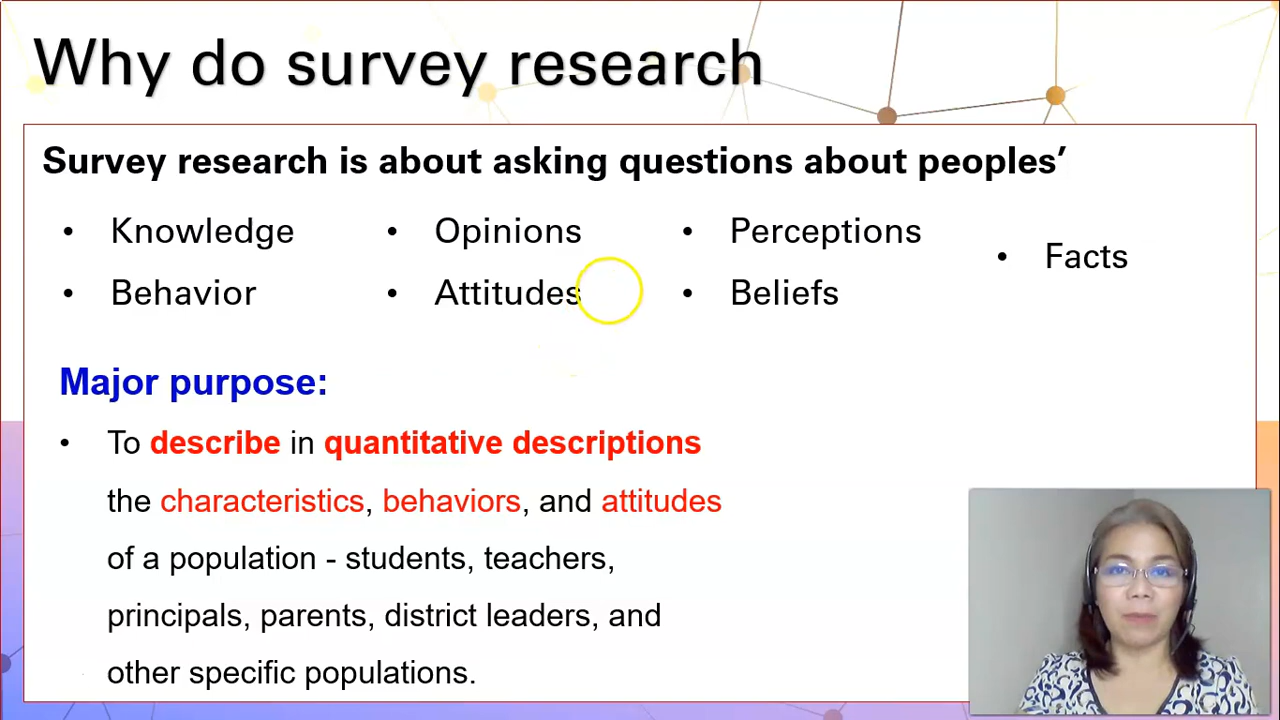 Why do survey research
Survey research is about asking questions about peoples’
• Knowledge
• Behavior
• Opinions
• Attitudes
• Perceptions
• Beliefs
• Facts
Major purpose:
• To describe in quantitative descriptions
the characteristics, behaviors, and attitudes
of a population - students, teachers,
principals, parents, district leaders, and
other specific populations.